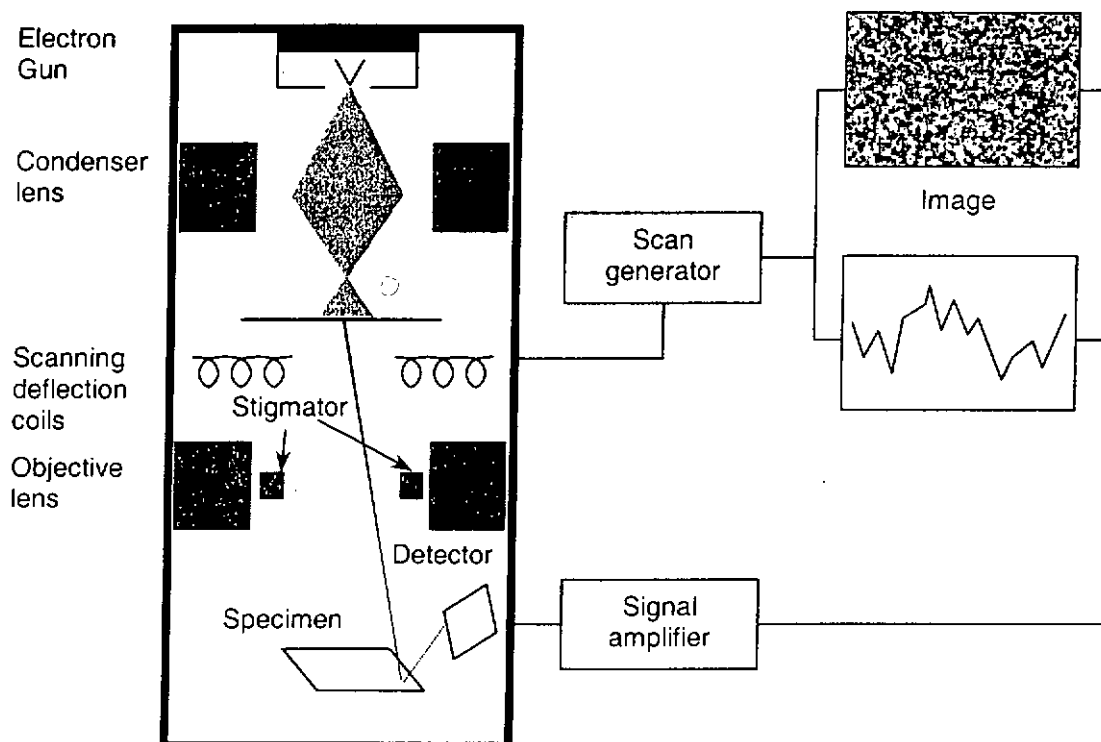 Electron
Gun
Condenser
lens
Scanning
deflection
coils
Stigmator
Objective
lens
Detector
Specimen
Scan
generator
Image
Signal
amplifier